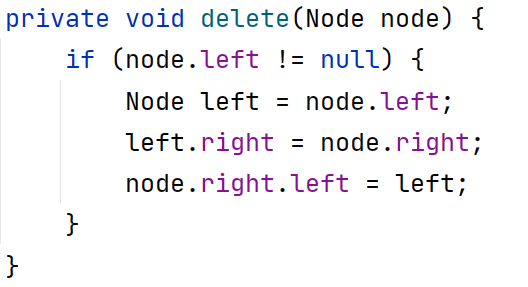 private void delete(Node node) {
    if (node.left != null) {
        Node left = node.left;
        left.right = node.right;
        node.right.left = left;
    }
}